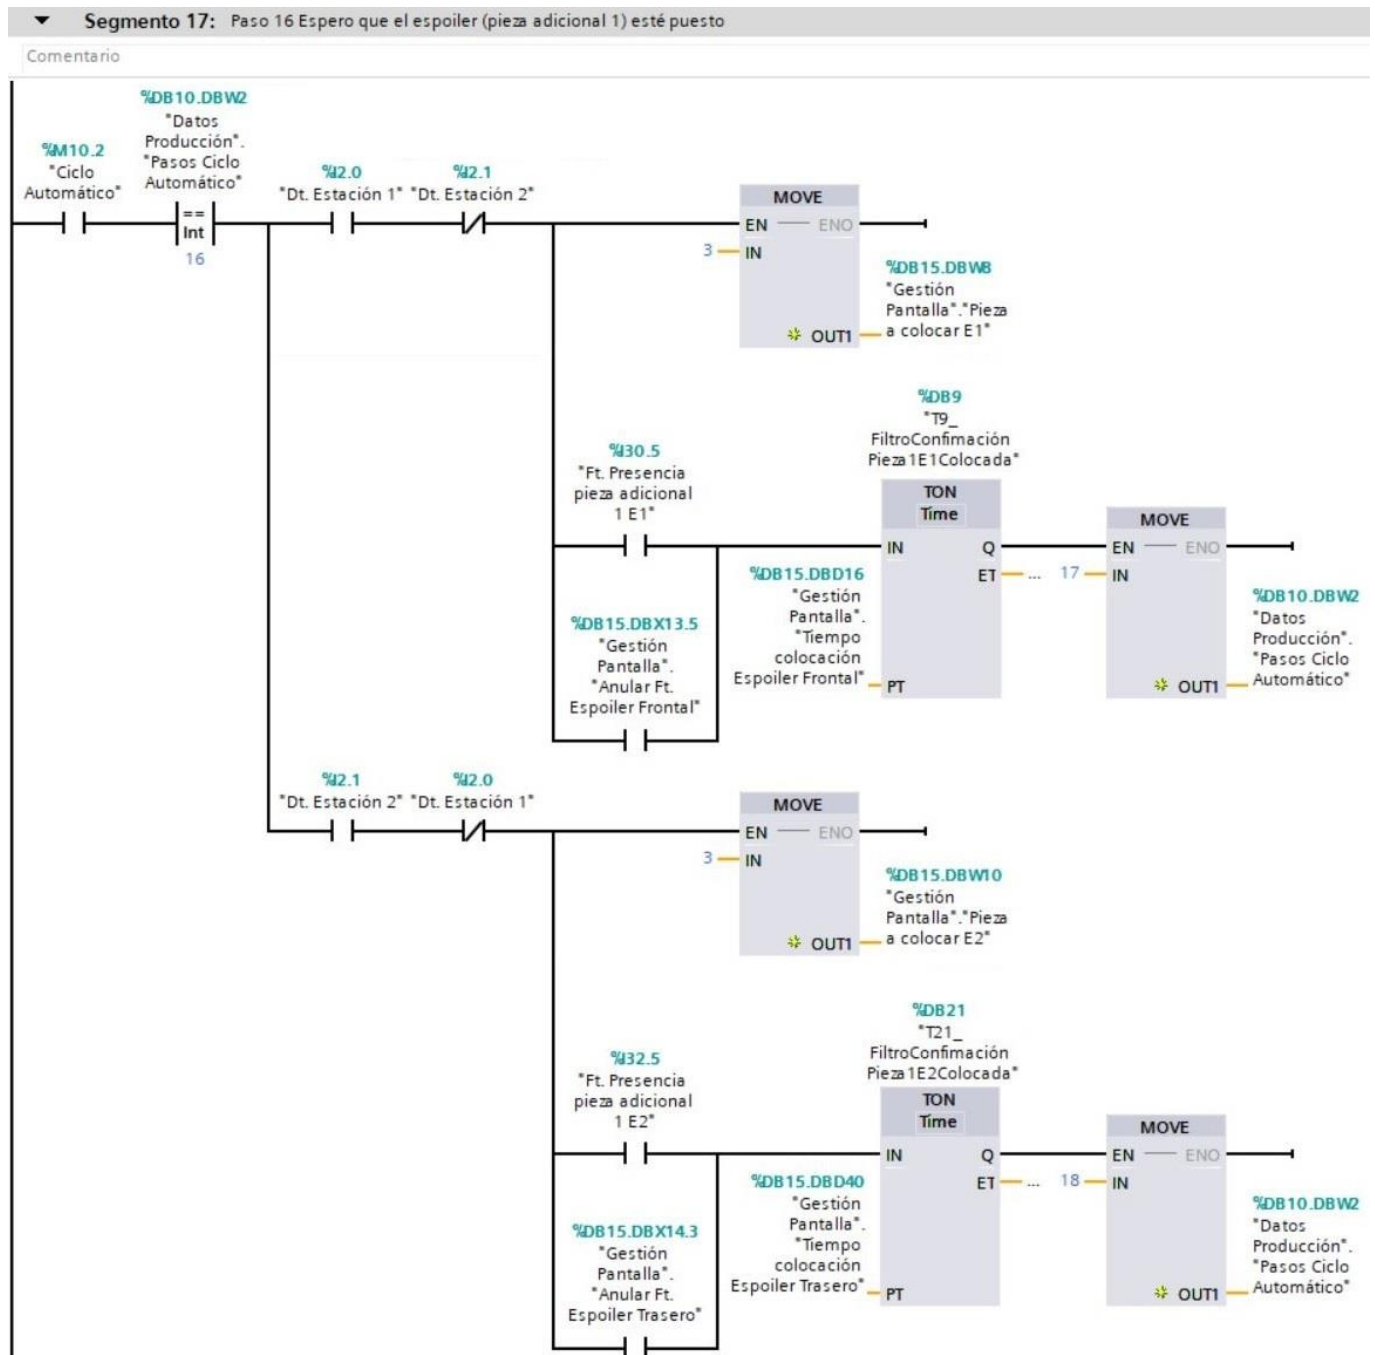 Segmento 17: Paso 16 Espero que el espoiler (pieza adicional 1) esté puesto
Comentario
%M10.2
"Ciclo
Automático"
%DB10.DBW2
"Datos
Producción".
"Pasos Ciclo
Automático"
==
Int
16
%I2.0
"Dt. Estación 1"
%I2.1
"Dt. Estación 2"
MOVE
EN
ENO
3
IN
OUT1
%DB15.DBW8
"Gestión
Pantalla"."Pieza
a colocar E1"
%I30.5
"Ft. Presencia
pieza adicional
1 E1"
%DB15.DBX13.5
"Gestión
Pantalla".
"Anular Ft.
Espoiler Frontal"
%DB9
"T9_
FiltroConfimación
Pieza1E1Colocada"
TON
Time
IN
Q
ET
...
%DB15.DBD16
"Gestión
Pantalla".
"Tiempo
colocación
Espoiler Frontal"
PT
MOVE
EN
ENO
17
IN
OUT1
%DB10.DBW2
"Datos
Producción".
"Pasos Ciclo
Automático"
%I2.1
"Dt. Estación 2"
%I2.0
"Dt. Estación 1"
MOVE
EN
ENO
3
IN
OUT1
%DB15.DBW10
"Gestión
Pantalla"."Pieza
a colocar E2"
%I32.5
"Ft. Presencia
pieza adicional
1 E2"
%DB15.DBX14.3
"Gestión
Pantalla".
"Anular Ft.
Espoiler Trasero"
%DB21
"T21_
FiltroConfimación
Pieza1E2Colocada"
TON
Time
IN
Q
ET
...
%DB15.DBD40
"Gestión
Pantalla".
"Tiempo
colocación
Espoiler Trasero"
PT
MOVE
EN
ENO
18
IN
OUT1
%DB10.DBW2
"Datos
Producción".
"Pasos Ciclo
Automático"